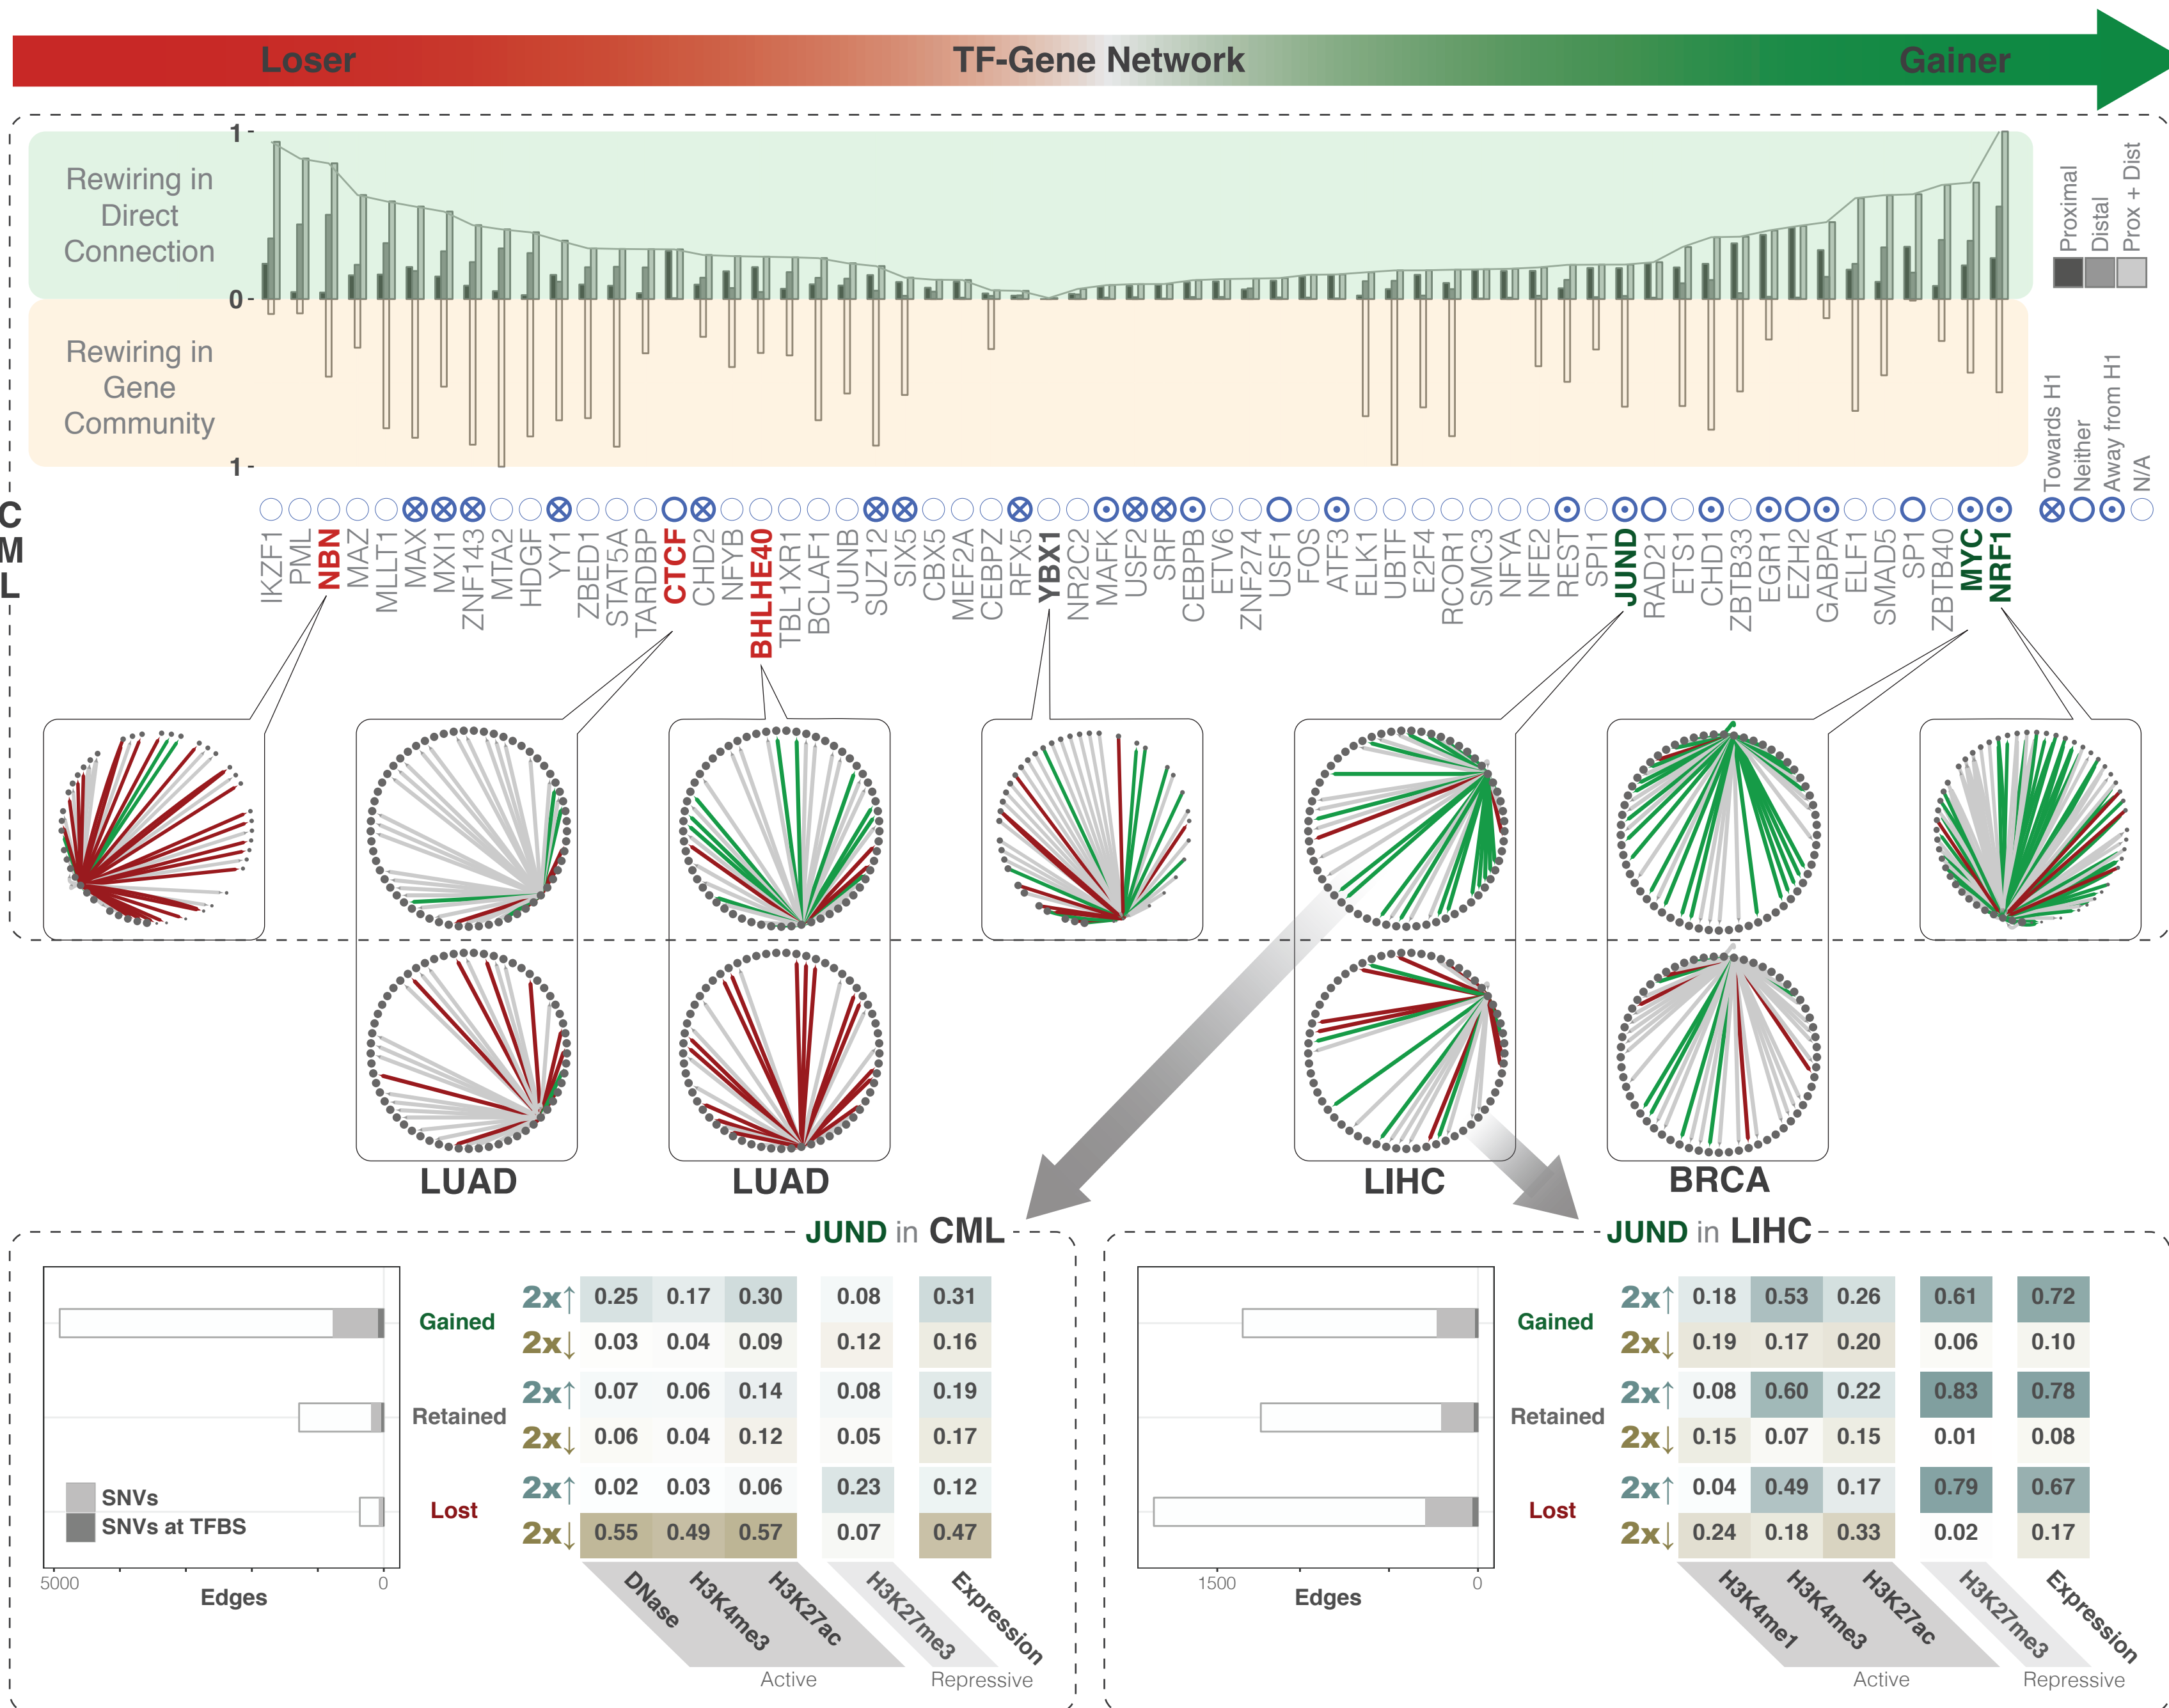 Loser TF-Gene Network Gainer
1
Rewiring in
Direct
Connection
Proximal
Distal
Prox + Dist
0
Rewiring in
Gene
Community
1
Towards H1
Neither
Away from H1
N/A
C
M
L
IKZF1
PML
NBN
MAZ
MLLT1
MAX
MXI1
ZNF143
MTA2
HDGF
YY1
ZBED1
STAT5A
TARDBP
CTCF
CHD2
NFYB
BHLHE40
TBL1XR1
BCLAF1
JUNB
SUZ12
SIX5
CBX5
MEF2A
CEBPZ
RFX5
YBX1
NR2C2
MAFK
USF2
SRF
CEBPB
ETV6
ZNF274
USF1
FOS
ATF3
ELK1
UBTF
E2F4
RCOR1
SMC3
NFYA
NFE2
REST
SPI1
JUND
RAD21
ETS1
CHD1
ZBTB33
EGR1
EZH2
GABPA
ELF1
SMAD5
SP1
ZBTB40
MYC
NRF1
LUAD LUAD LIHC BRCA
JUND in CML
Gained
2x↑ 0.25 0.17 0.30 0.08 0.31
2x↓ 0.03 0.04 0.09 0.12 0.16
Retained
2x↑ 0.07 0.06 0.14 0.08 0.19
2x↓ 0.06 0.04 0.12 0.05 0.17
Lost
2x↑ 0.02 0.03 0.06 0.23 0.12
2x↓ 0.55 0.49 0.57 0.07 0.47
SNVs
SNVs at TFBS
5000 0
Edges
DNase
H3K4me3
H3K27ac
H3K27me3
Expression
Active Repressive
JUND in LIHC
Gained
2x↑ 0.18 0.53 0.26 0.61 0.72
2x↓ 0.19 0.17 0.20 0.06 0.10
Retained
2x↑ 0.08 0.60 0.22 0.83 0.78
2x↓ 0.15 0.07 0.15 0.01 0.08
Lost
2x↑ 0.04 0.49 0.17 0.79 0.67
2x↓ 0.24 0.18 0.33 0.02 0.17
1500 0
Edges
H3K4me1
H3K4me3
H3K27ac
H3K27me3
Expression
Active Repressive